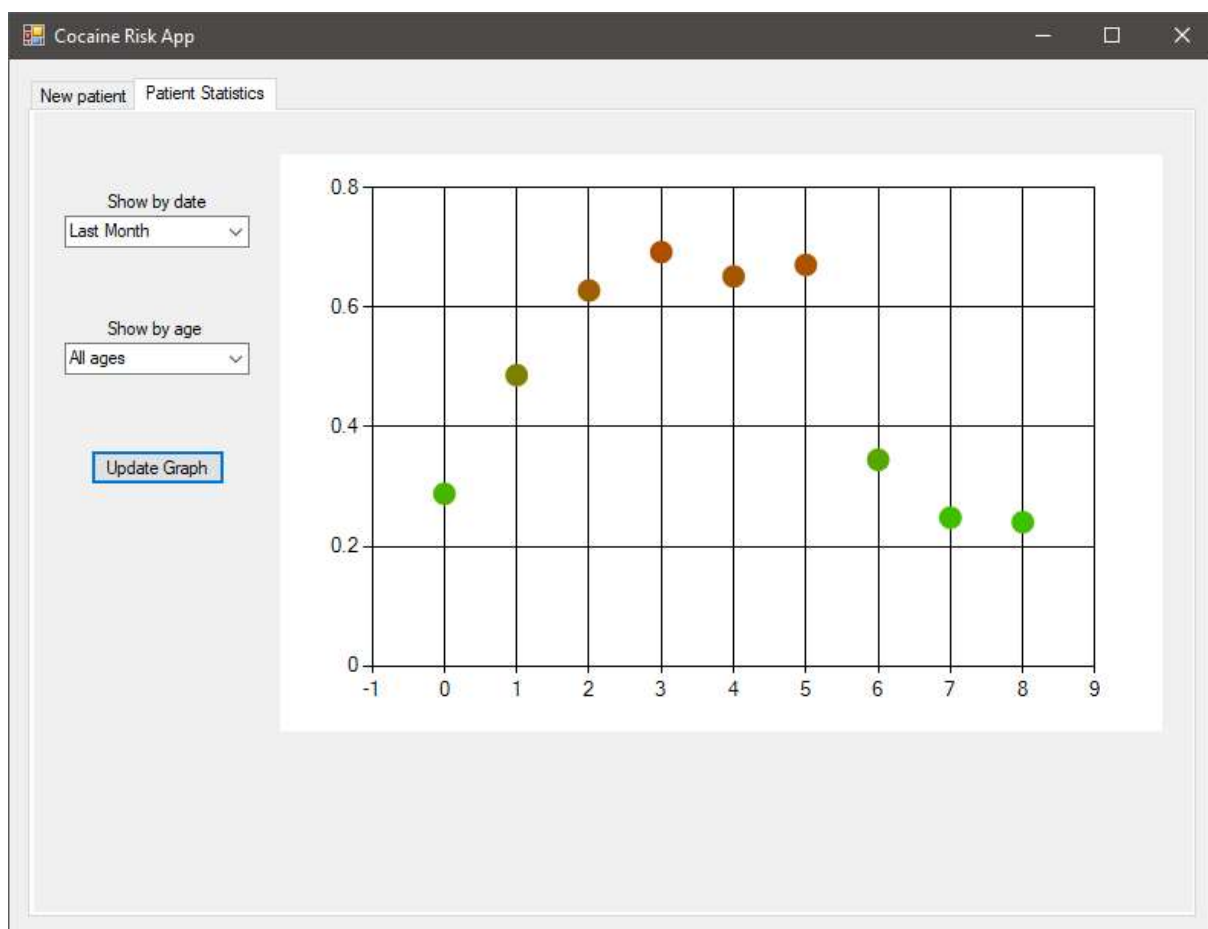 Cocaine Risk App
New patient
Patient Statistics
Show by date
Last Month
Show by age
All ages
Update Graph
0.8
0.6
0.4
0.2
0
-1 0 1 2 3 4 5 6 7 8 9